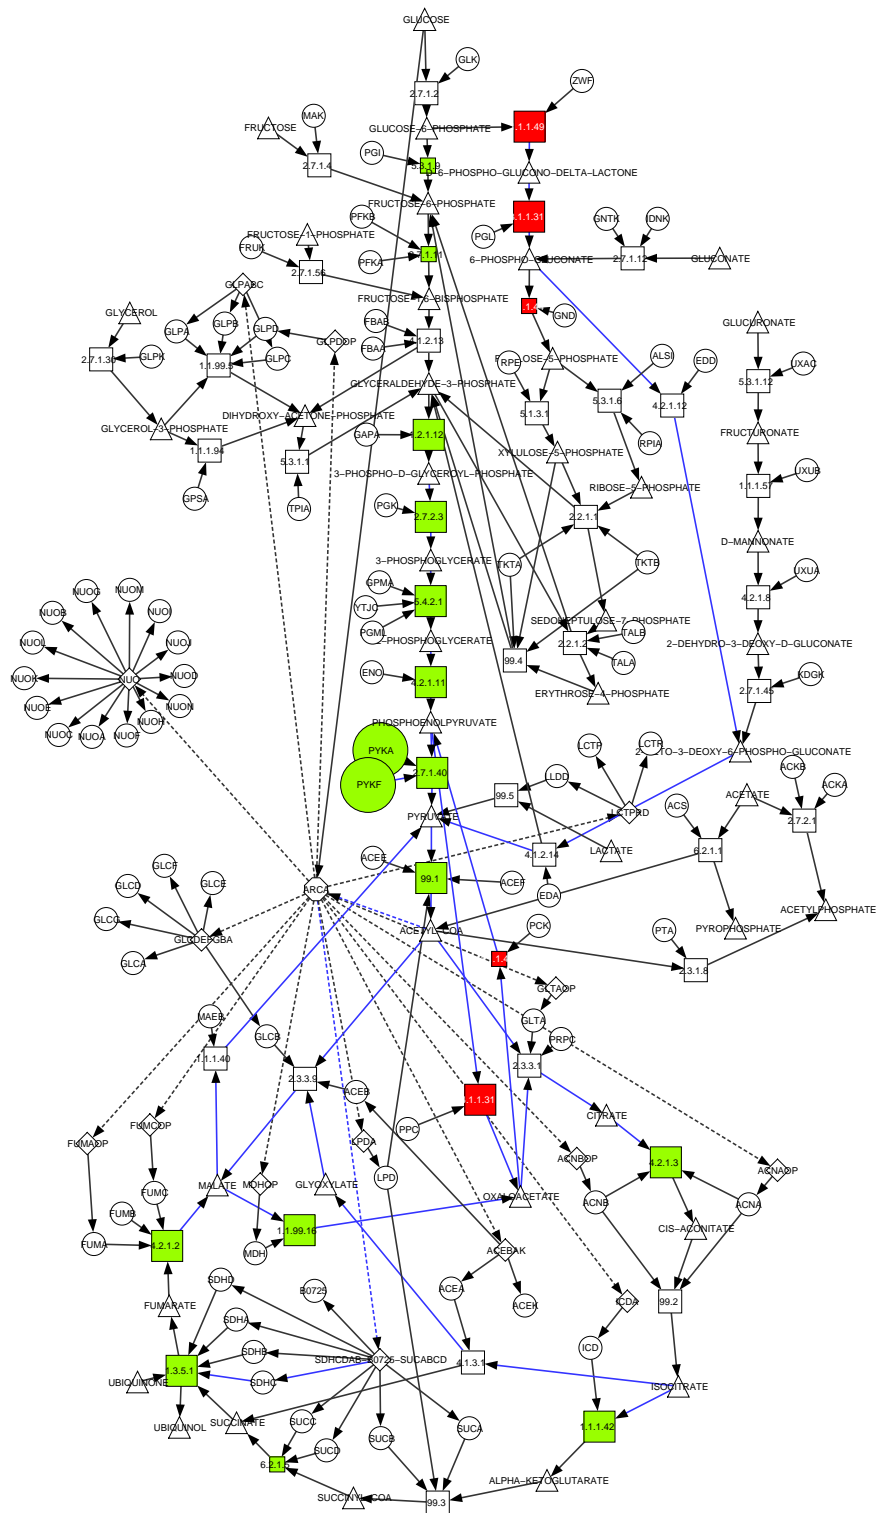 GLUCOSE
GLK
ZWF
2.7.1.2
MAK
FRUCTOSE
GLUCOSE-6-PHOSPHATE
.1.1.49
PGI
2.7.1.4
5.3.1.9
6-PHOSPHO-GLUCONO-DELTA-LACTONE
FRUCTOSE-6-PHOSPHATE
PFKB
GNTK
IDNK
FRUCTOSE-1-PHOSPHATE
PGL
.1.1.31
FRUK
PFKA
.7.1.11
6-PHOSPHO-GLUCONATE
2.7.1.12
GLUCONATE
2.7.1.56
GLPABC
FRUCTOSE-1,6-BISPHOSPHATE
GLYCEROL
GLPA
GLPB
GLPD
FBAB
GND
GLUCURONATE
GLPDOP
4.1.2.13
FBAA
2.7.1.30
GLPK
1.1.99.5
GLPC
RPE
ALSI
EDD
UXAC
GLYCERALDEHYDE-3-PHOSPHATE
5.3.1.12
5.3.1.6
4.2.1.12
DIHYDROXY-ACETONE-PHOSPHATE
5.1.3.1
GLYCEROL-3-PHOSPHATE
GAPA
1.2.1.12
RPIA
FRUCTURONATE
1.1.1.94
5.3.1.1
XYLULOSE-5-PHOSPHATE
3-PHOSPHO-D-GLYCEROYL-PHOSPHATE
UXUB
1.1.1.57
RIBOSE-5-PHOSPHATE
GPSA
TPIA
PGK
2.7.2.3
2.2.1.1
D-MANNONATE
3-PHOSPHOGLYCERATE
TKTA
TKTB
GPMA
UXUA
YTJC
5.4.2.1
4.2.1.8
PGML
SEDOHEPTULOSE-7-PHOSPHATE
NUOG
NUOM
NUOB
NUOI
2-PHOSPHOGLYCERATE
2.2.1.2
TALB
2-DEHYDRO-3-DEOXY-D-GLUCONATE
NUOL
NUOJ
99.4
TALA
NUOK
NUO
NUOD
ENO
4.2.1.11
ERYTHROSE-4-PHOSPHATE
2.7.1.45
KDGK
NUOE
NUON
NUOC
NUOA
NUOF
NUOH
PHOSPHOENOLPYRUVATE
PYKA
LCTP
LCTR
PYKF
2.7.1.40
LLDD
ACKB
ACKA
99.5
ACETATE
ACS
PYRUVATE
LCTPRD
2.7.2.1
ACEE
4.1.2.14
LACTATE
6.2.1.1
GLCF
GLCE
99.1
ACEF
EDA
GLCD
ARCA
GLCG
GLCDEFGBA
ACETYL-COA
PCK
PTA
PYROPHOSPHATE
ACETYLPHOSPHATE
GLCA
.1.4
2.3.1.8
GLTAOP
MAEB
GLCB
GLTA
PRPC
1.1.1.40
2.3.3.9
2.3.3.1
ACEB
.1.1.31
CITRATE
FUMAOP
FUMCOP
PPC
LPDA
ACNBOP
4.2.1.3
ACNAOP
MALATE
MDHOP
GLYOXYLATE
LPD
FUMC
OXALOACETATE
ACNB
ACNA
FUMB
FUMA
4.2.1.2
1.1.99.16
CIS-ACONITATE
MDH
ACEBAK
SDHD
B0725
ACEA
ACEK
ICDA
99.2
FUMARATE
SDHA
SDHB
ICD
1.3.5.1
SDHCDAB-B0725-SUCABCD
4.1.3.1
UBIQUINONE
SDHC
ISOCITRATE
UBIQUINOL
SUCCINATE
SUCC
SUCD
SUCB
SUCA
1.1.1.42
6.2.1.5
ALPHA-KETOGLUTARATE
SUCCINYL-COA
99.3